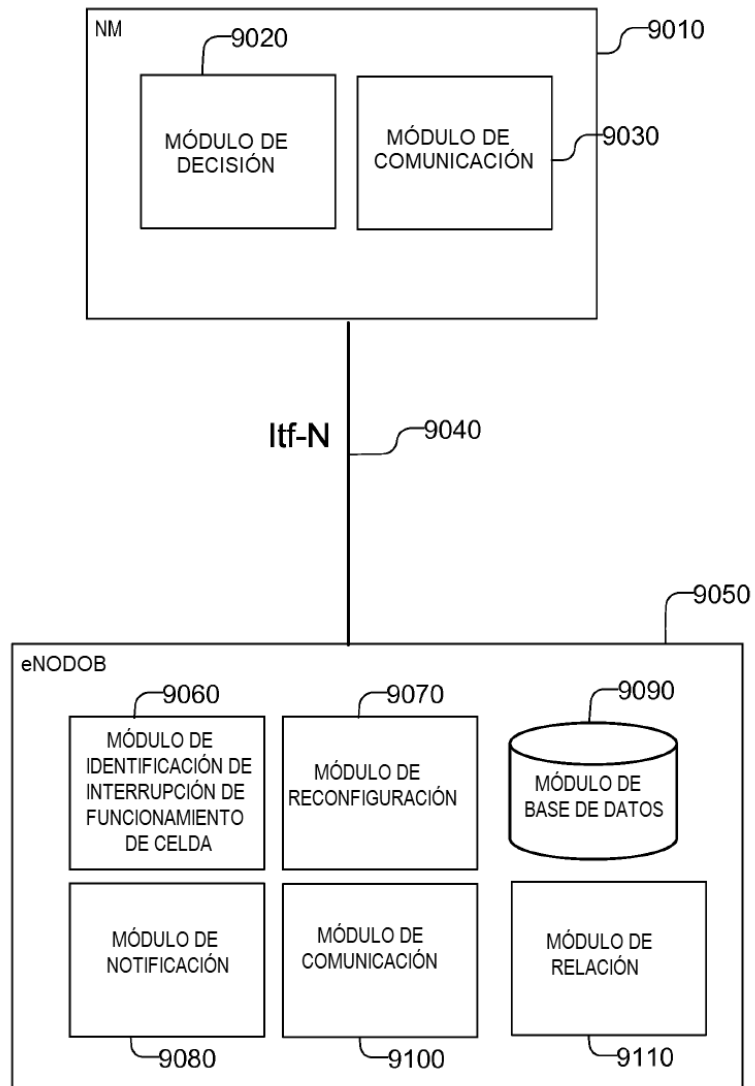 NM
9020
9010
MÓDULO DE
DECISIÓN
MÓDULO DE
COMUNICACIÓN
9030
Itf-N
9040
9050
eNODOB
9060
9070
9090
MÓDULO DE
IDENTIFICACIÓN DE
INTERRUPCIÓN DE
FUNCIONAMIENTO
DE CELDA
MÓDULO DE
RECONFIGURACIÓN
MÓDULO DE
BASE DE DATOS
MÓDULO DE
NOTIFICACIÓN
MÓDULO DE
COMUNICACIÓN
MÓDULO DE
RELACIÓN
9080
9100
9110